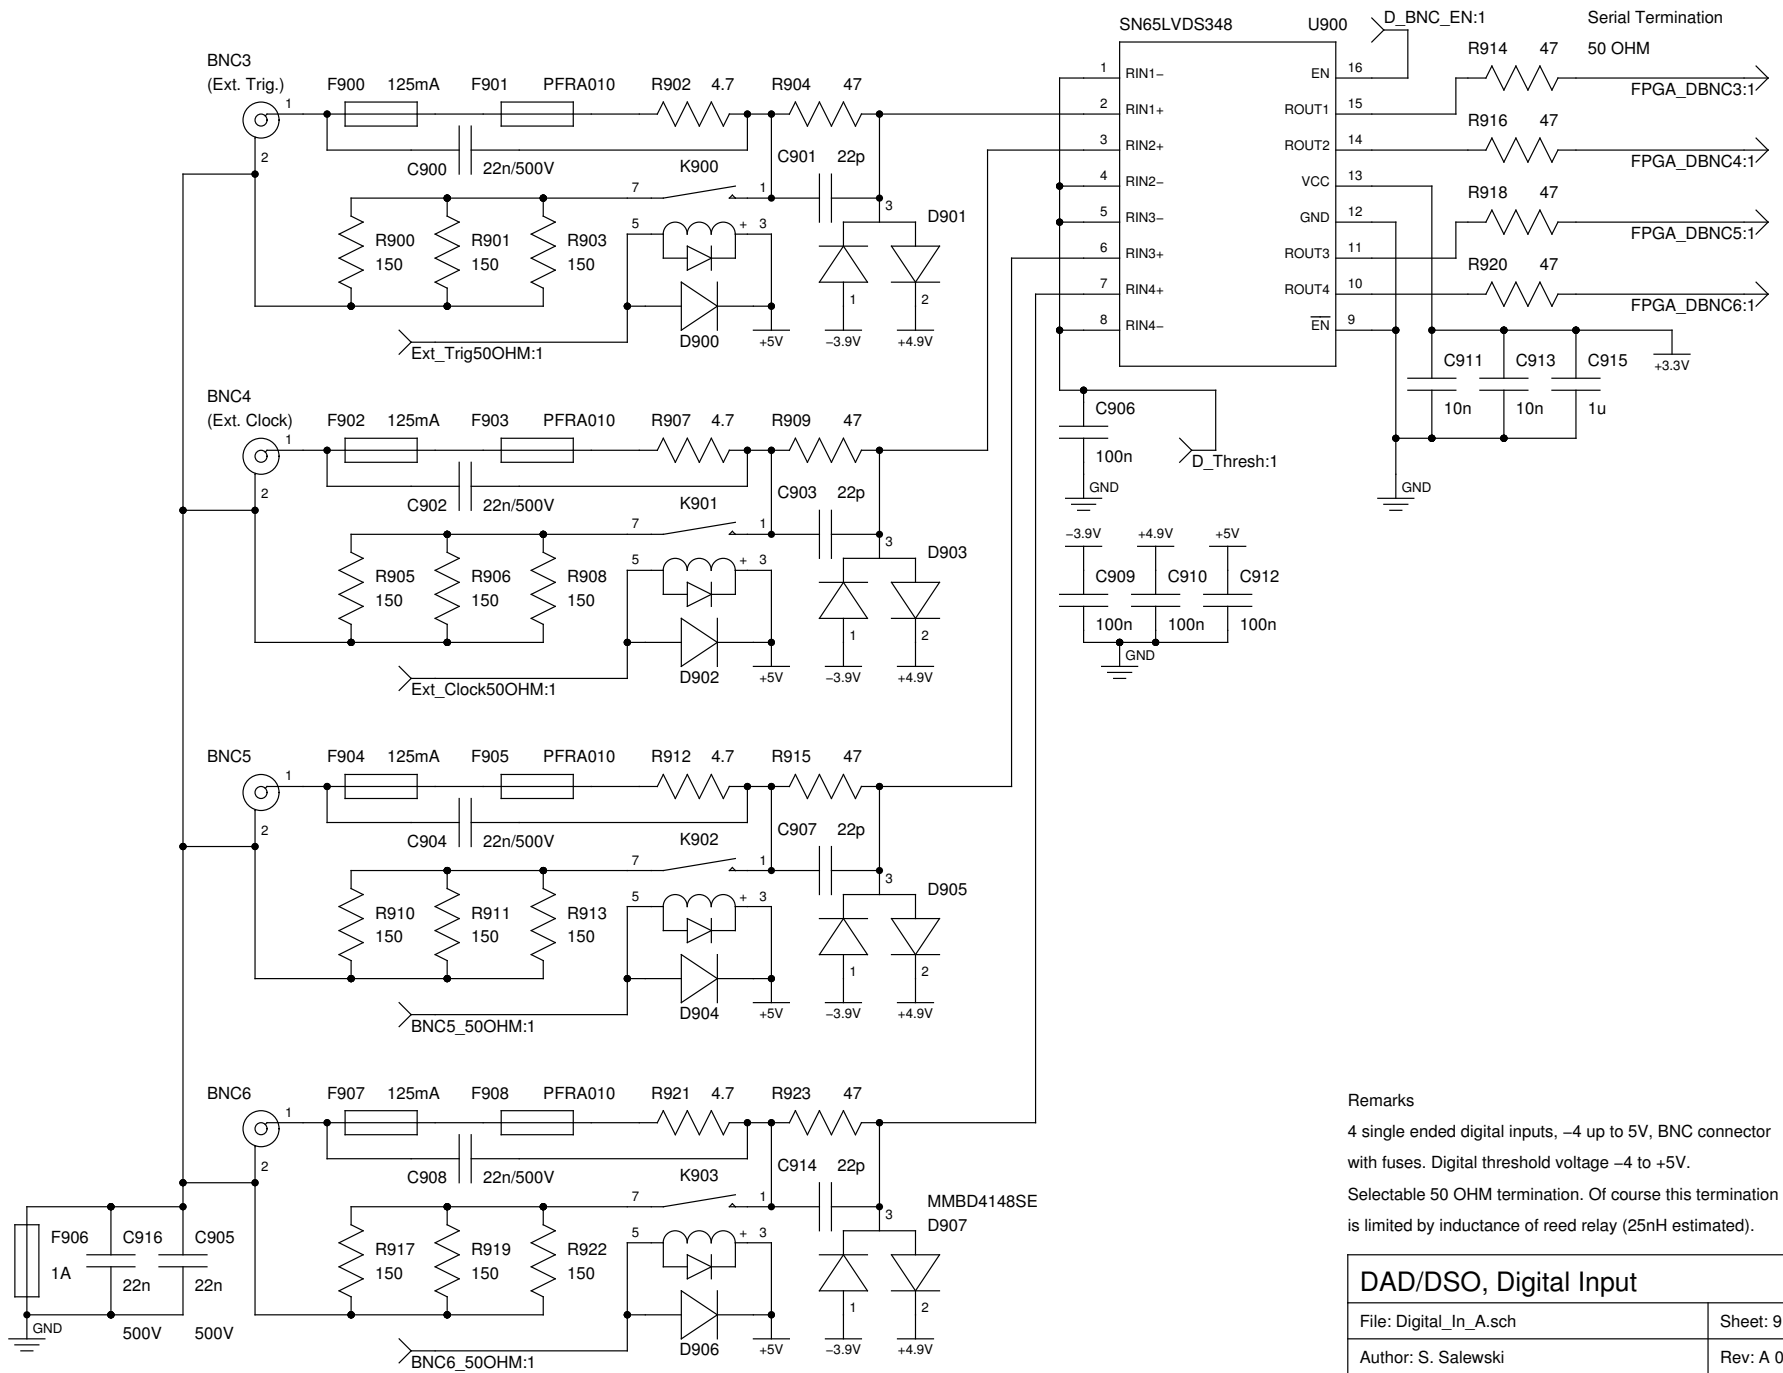 SN65LVDS348 U900
D_BNC_EN:1
Serial Termination
50 OHM
1 RIN1−
2 RIN1+
3 RIN2+
4 RIN2−
5 RIN3−
6 RIN3+
7 RIN4+
8 RIN4−
EN 16
ROUT1 15
ROUT2 14
VCC 13
GND 12
ROUT3 11
ROUT4 10
EN 9
R914 47
FPGA_DBNC3:1
R916 47
FPGA_DBNC4:1
R918 47
FPGA_DBNC5:1
R920 47
FPGA_DBNC6:1
C911 C913 C915
10n 10n 1u
+3.3V
GND
C906
100n
GND
D_Thresh:1
−3.9V +4.9V +5V
C909 C910 C912
100n 100n 100n
GND
BNC3
(Ext. Trig.)
1
2
F900 125mA F901 PFRA010 R902 4.7 R904 47
C900 22n/500V K900 C901 22p
7 1 3
R900 R901 R903
150 150 150
5 + 3
D901
1 2
D900 +5V −3.9V +4.9V
Ext_Trig50OHM:1
BNC4
(Ext. Clock)
1
2
F902 125mA F903 PFRA010 R907 4.7 R909 47
C902 22n/500V K901 C903 22p
7 1 3
R905 R906 R908
150 150 150
5 + 3
D903
1 2
D902 +5V −3.9V +4.9V
Ext_Clock50OHM:1
BNC5
1
2
F904 125mA F905 PFRA010 R912 4.7 R915 47
C904 22n/500V K902 C907 22p
7 1 3
R910 R911 R913
150 150 150
5 + 3
D905
1 2
D904 +5V −3.9V +4.9V
BNC5_50OHM:1
BNC6
1
2
F907 125mA F908 PFRA010 R921 4.7 R923 47
C908 22n/500V K903 C914 22p
7 1 3
R917 R919 R922
150 150 150
5 + 3
MMBD4148SE
D907
1 2
D906 +5V −3.9V +4.9V
BNC6_50OHM:1
F906 C916 C905
1A 22n 22n
GND 500V 500V
Remarks
4 single ended digital inputs, −4 up to 5V, BNC connector
with fuses. Digital threshold voltage −4 to +5V.
Selectable 50 OHM termination. Of course this termination
is limited by inductance of reed relay (25nH estimated).
DAD/DSO, Digital Input
File: Digital_In_A.sch Sheet: 9
Author: S. Salewski Rev: A 0